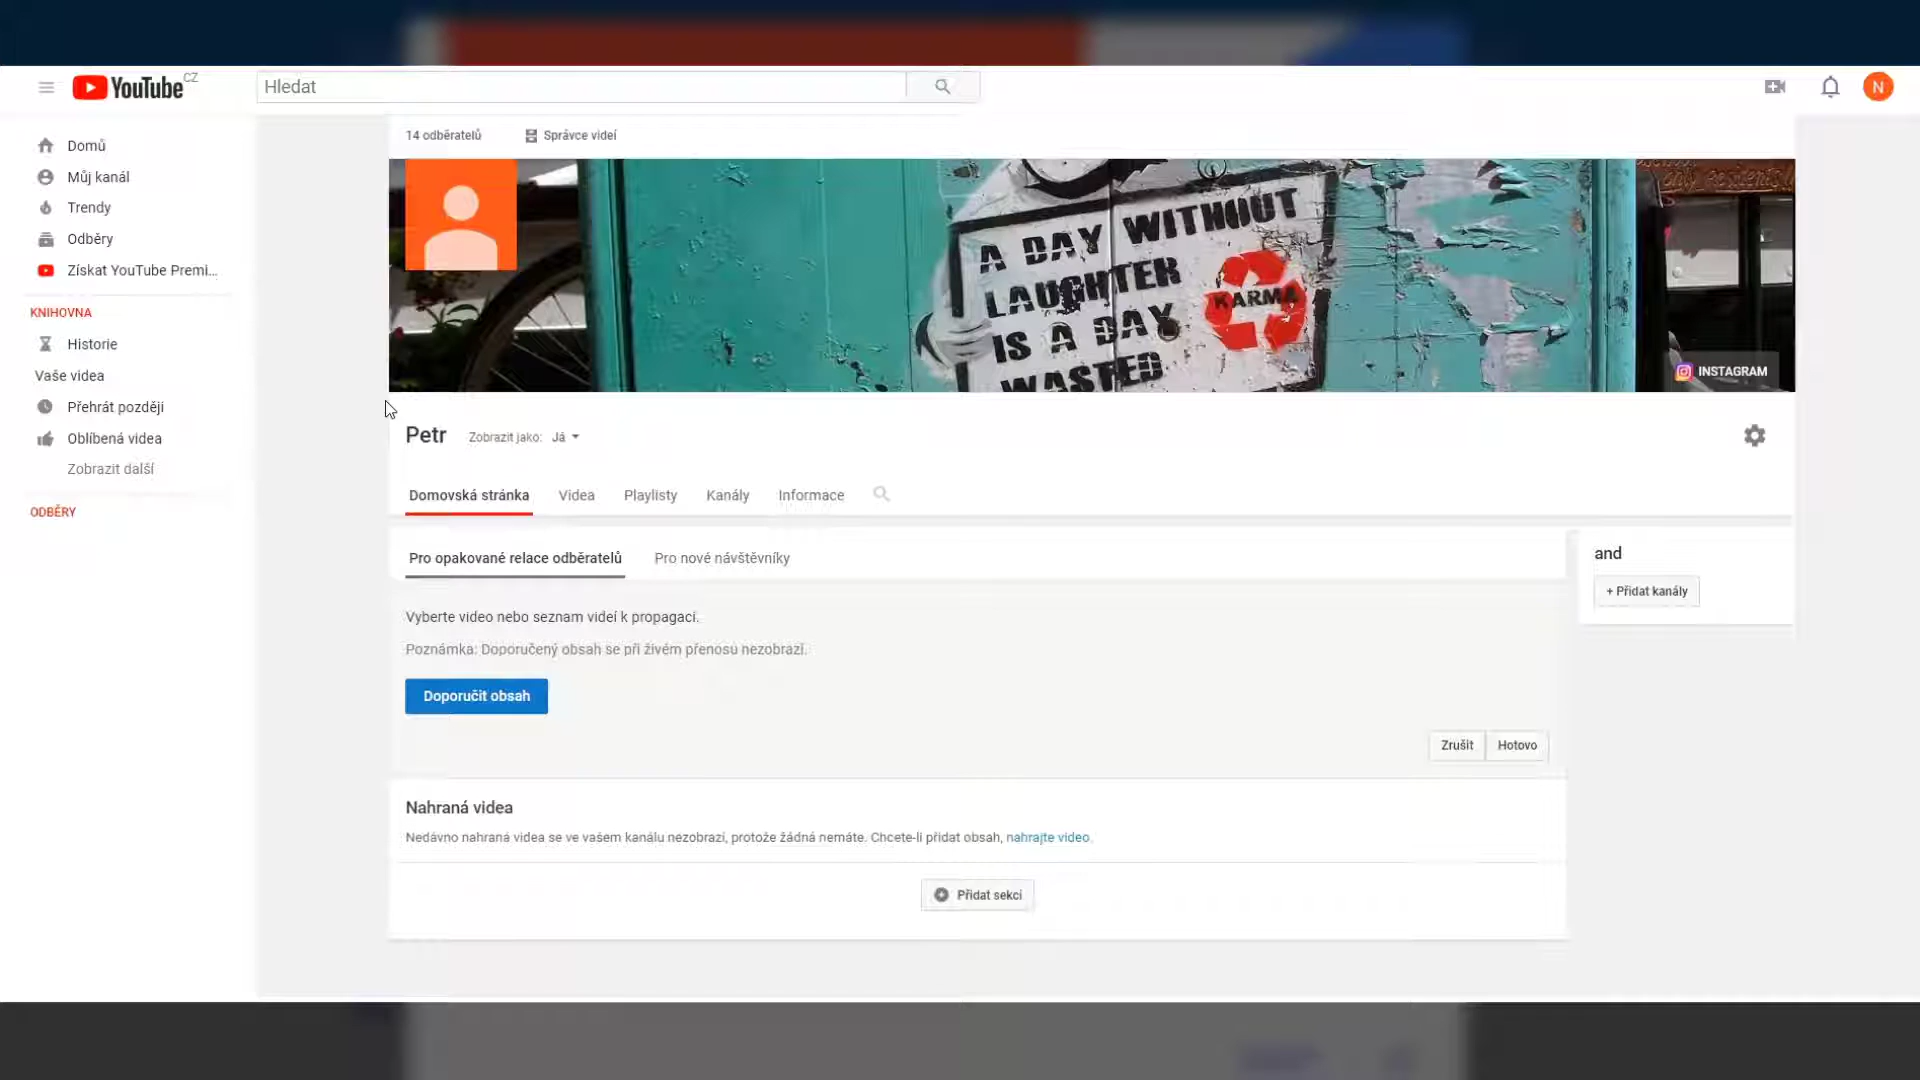 YouTube CZ
Hledat
N
Domů
Můj kanál
Trendy
Odběry
Získat YouTube Premi...
KNIHOVNA
Historie
Vaše videa
Přehrát později
Oblíbená videa
Zobrazit další
ODBĚRY
14 odběratelů
Správce videí
A DAY WITHOUT
LAUGHTER
IS A DAY
WASTED
KARMA
INSTAGRAM
Petr
Zobrazit jako: Já
Domovská stránka
Videa
Playlisty
Kanály
Informace
Pro opakované relace odběratelů
Pro nové návštěvníky
Vyberte video nebo seznam videí k propagaci.
Poznámka: Doporučený obsah se při živém přenosu nezobrazí.
Doporučit obsah
Zrušit
Hotovo
and
+ Přidat kanály
Nahraná videa
Nedávno nahraná videa se ve vašem kanálu nezobrazí, protože žádná nemáte. Chcete-li přidat obsah, nahrajte video.
Přidat sekci